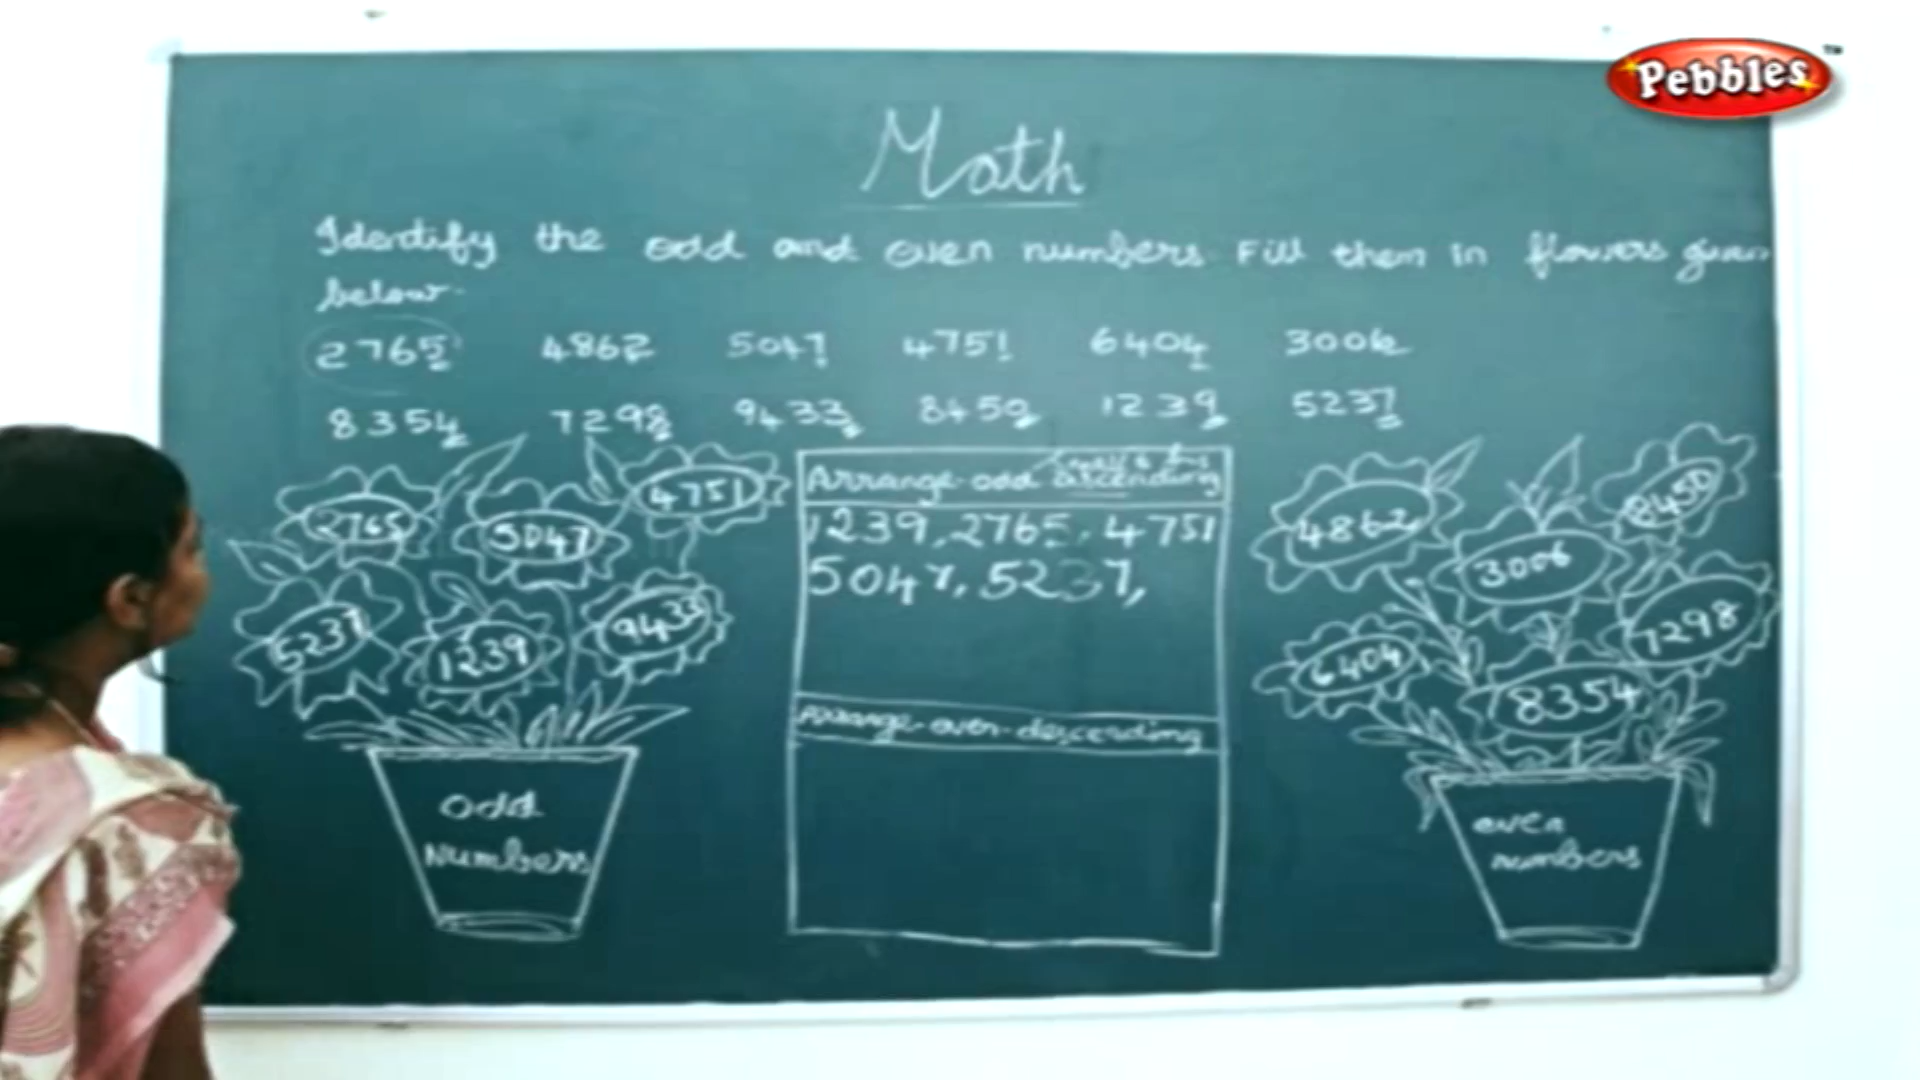 Pebbles
Math
Identify the odd and even numbers. Fill them in flowers given
below.
2765 4862 5047 4751 6404 3006
8354 7298 9433 8450 1239 5237
2765 5047 4751
5237 1239 9433
odd
Numbers
Arrange-odd ascending
1239, 2765, 4751
5047, 5237,
Arrange-even-descending
4862 3006 8450
6404 8354 7298
even
numbers